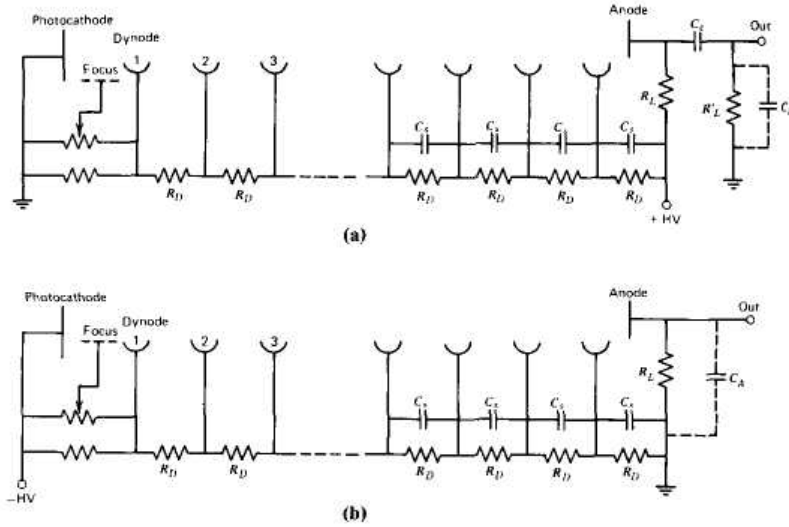 Photocathode
Dynode
Focus
1
2
3
Anode
Out
R_L
R'_L
C_s
C_s
C_s
R_D
R_D
R_D
R_D
R_D
R_D
+ HV
(a)
Photocathode
Dynode
Focus
1
2
3
Anode
Out
R_L
C_A
C_s
C_s
C_s
C_s
R_D
R_D
R_D
R_D
R_D
R_D
−HV
(b)